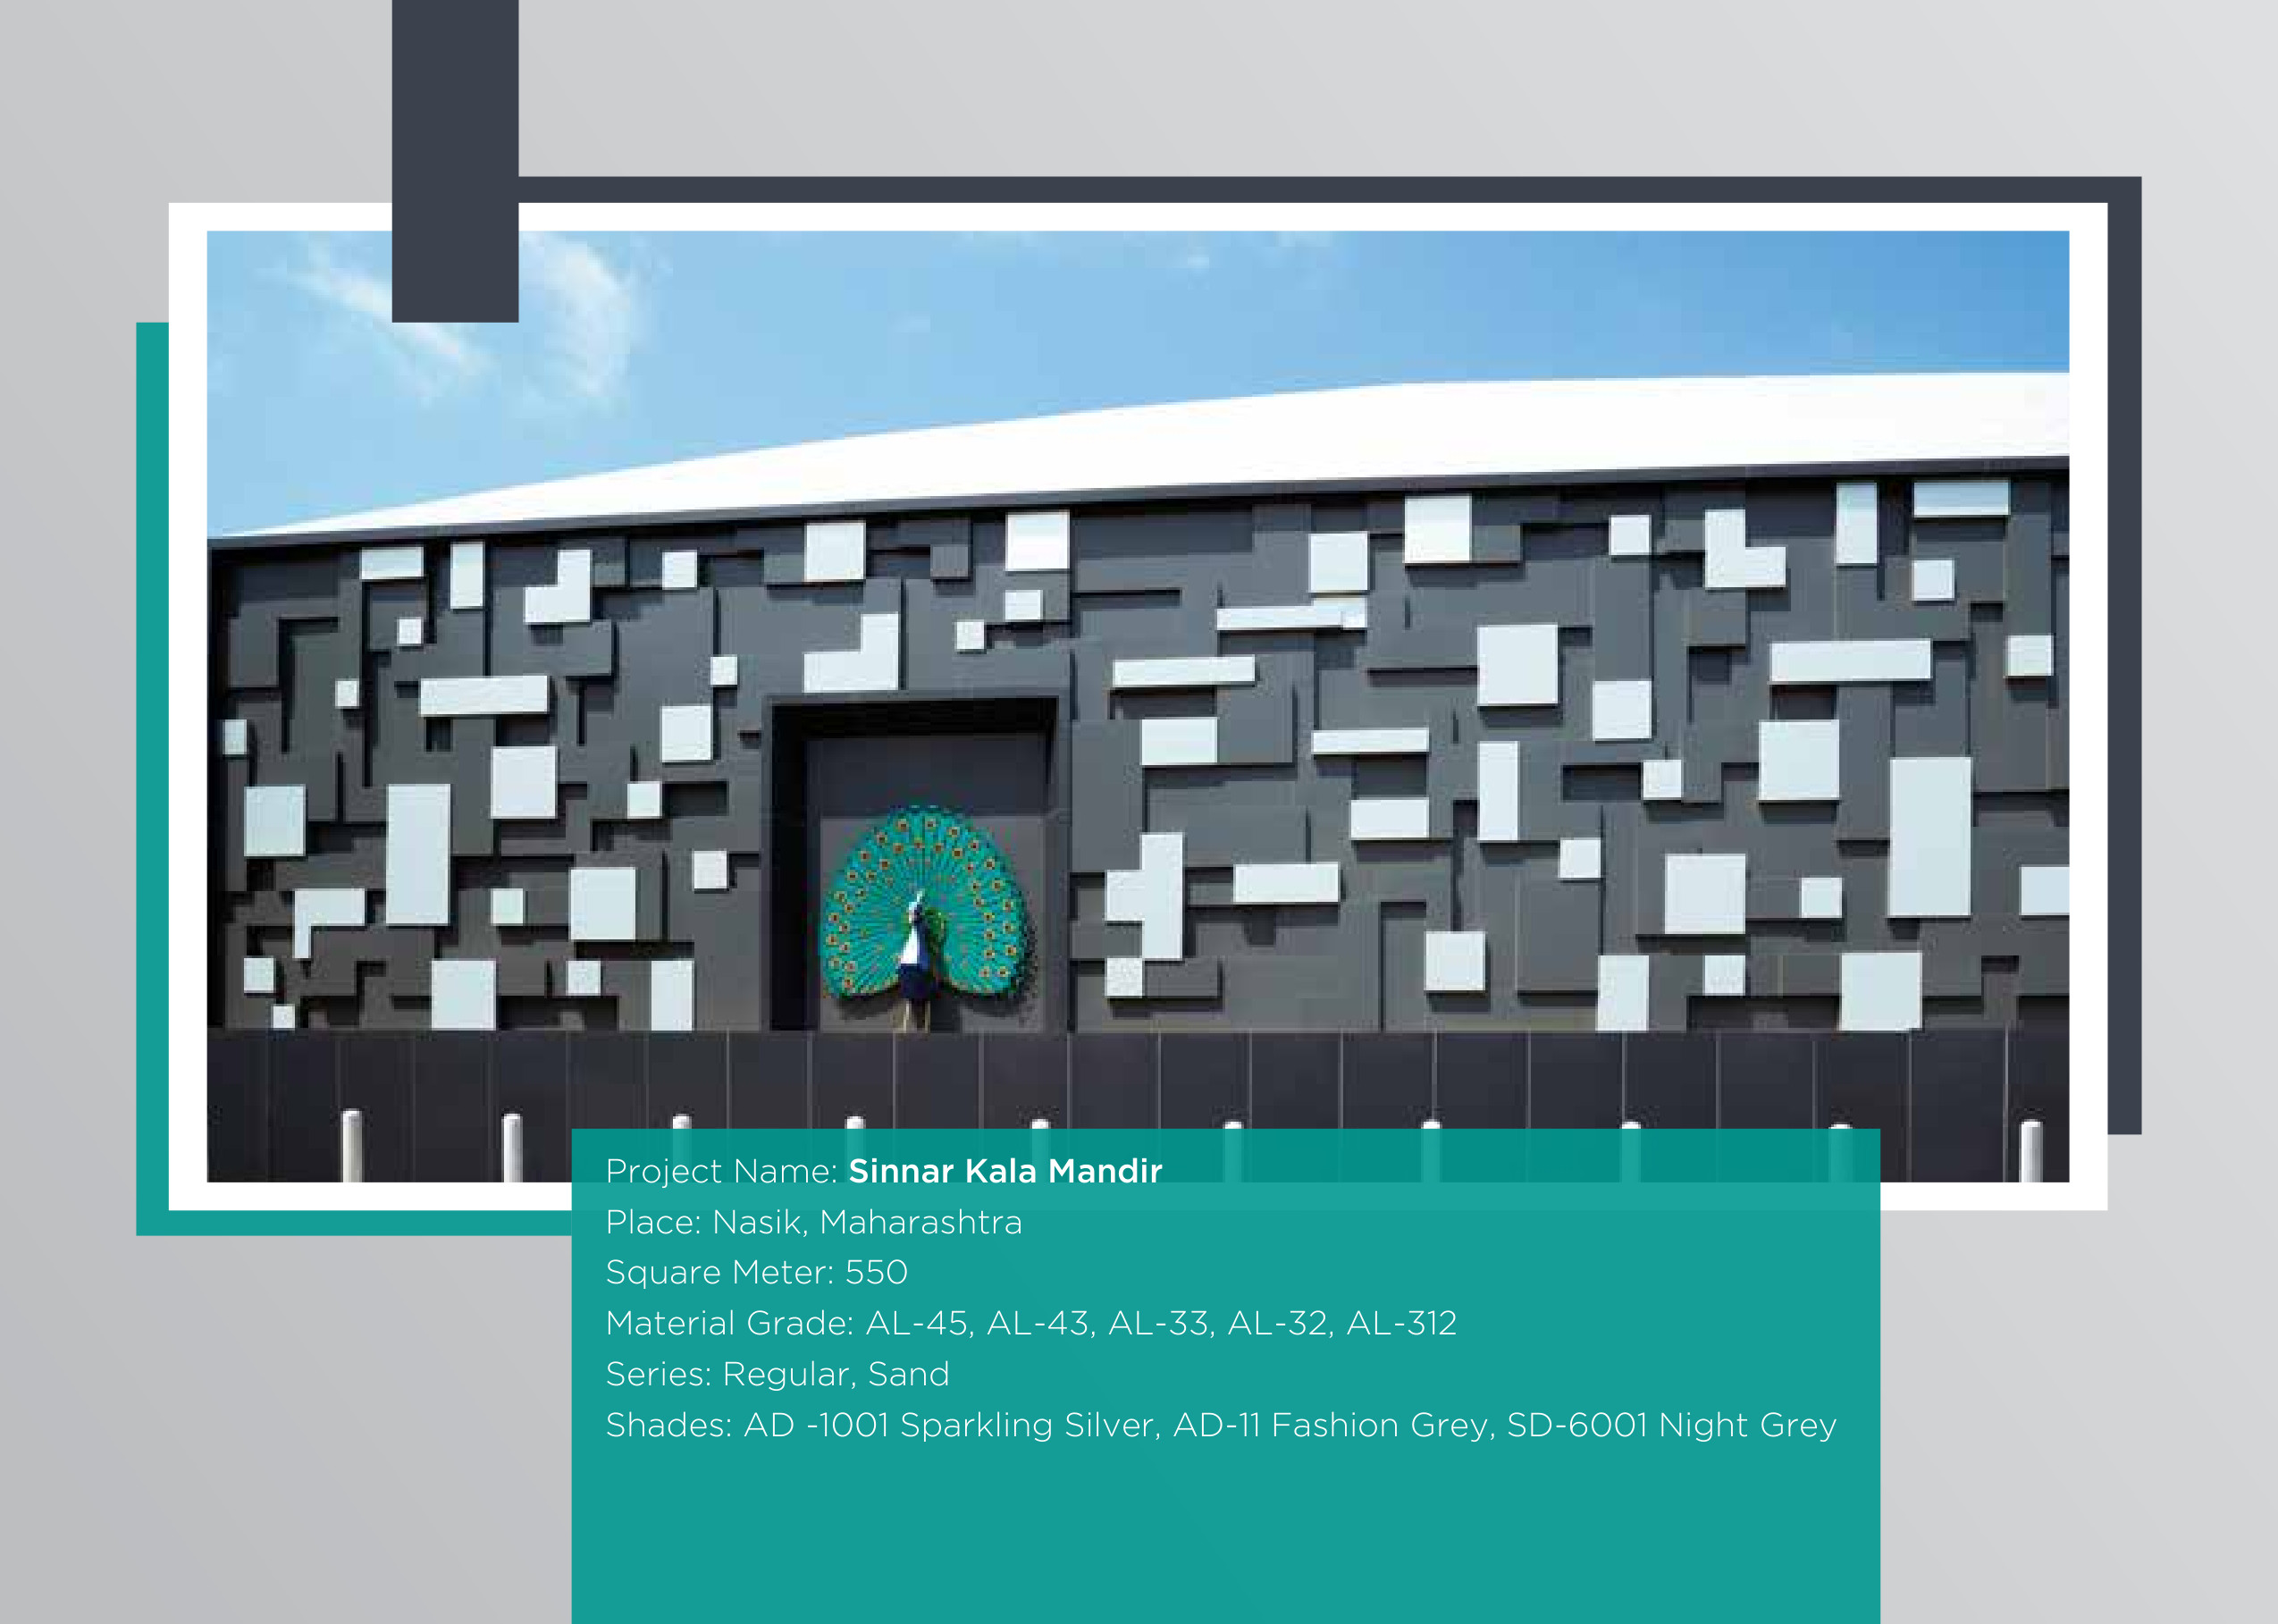 Project Name: Sinnar Kala Mandir
Place: Nasik, Maharashtra
Square Meter: 550
Material Grade: AL-45, AL-43, AL-33, AL-32, AL-312
Series: Regular, Sand
Shades: AD -1001 Sparkling Silver, AD-11 Fashion Grey, SD-6001 Night Grey